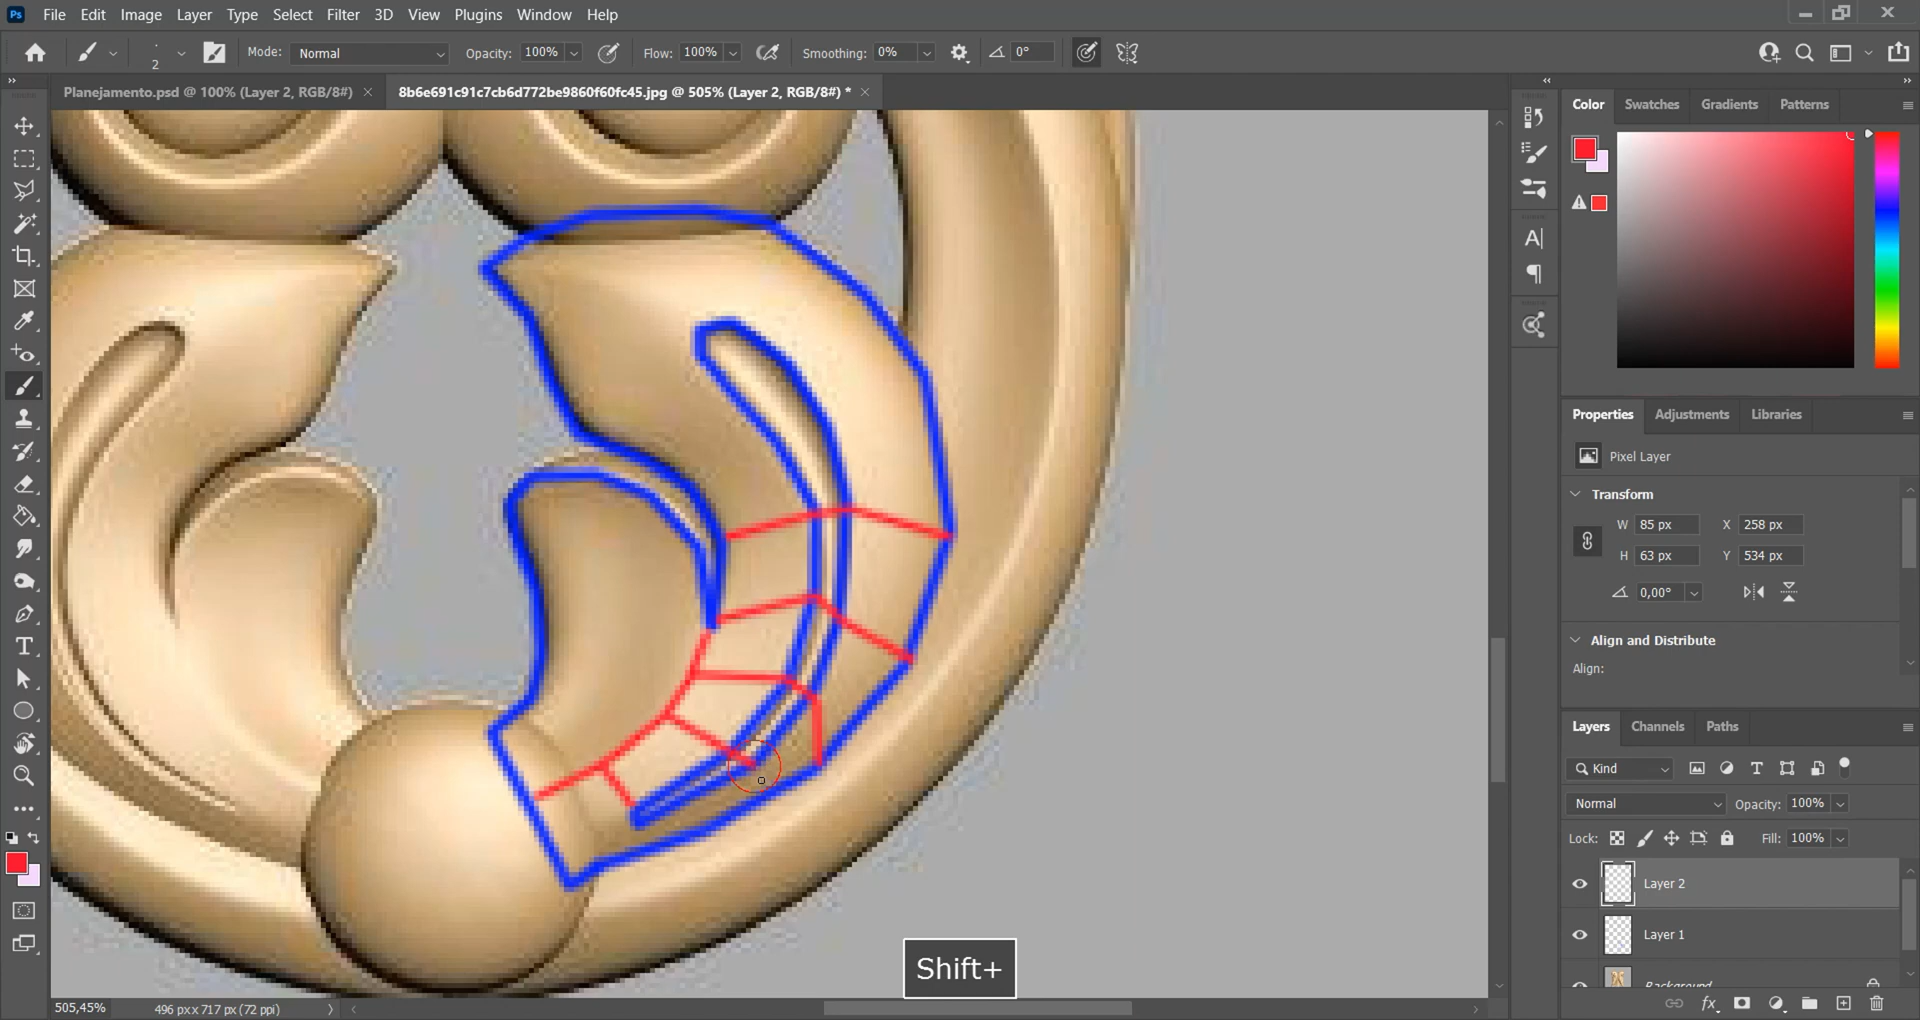 Ps File Edit Image Layer Type Select Filter 3D View Plugins Window Help
2 Mode: Normal Opacity: 100% Flow: 100% Smoothing: 0% 0°
Planejamento.psd @ 100% (Layer 2, RGB/8#) × 8b6e691c91c7cb6d772be9860f60fc45.jpg @ 505% (Layer 2, RGB/8#) * ×
Color Swatches Gradients Patterns
Properties Adjustments Libraries
Pixel Layer
Transform
W 85 px X 258 px
H 63 px Y 534 px
0,00°
Align and Distribute
Align:
Layers Channels Paths
Kind
Normal Opacity: 100%
Lock: Fill: 100%
Layer 2
Layer 1
Background
Shift+
505,45% 496 px x 717 px (72 ppi)